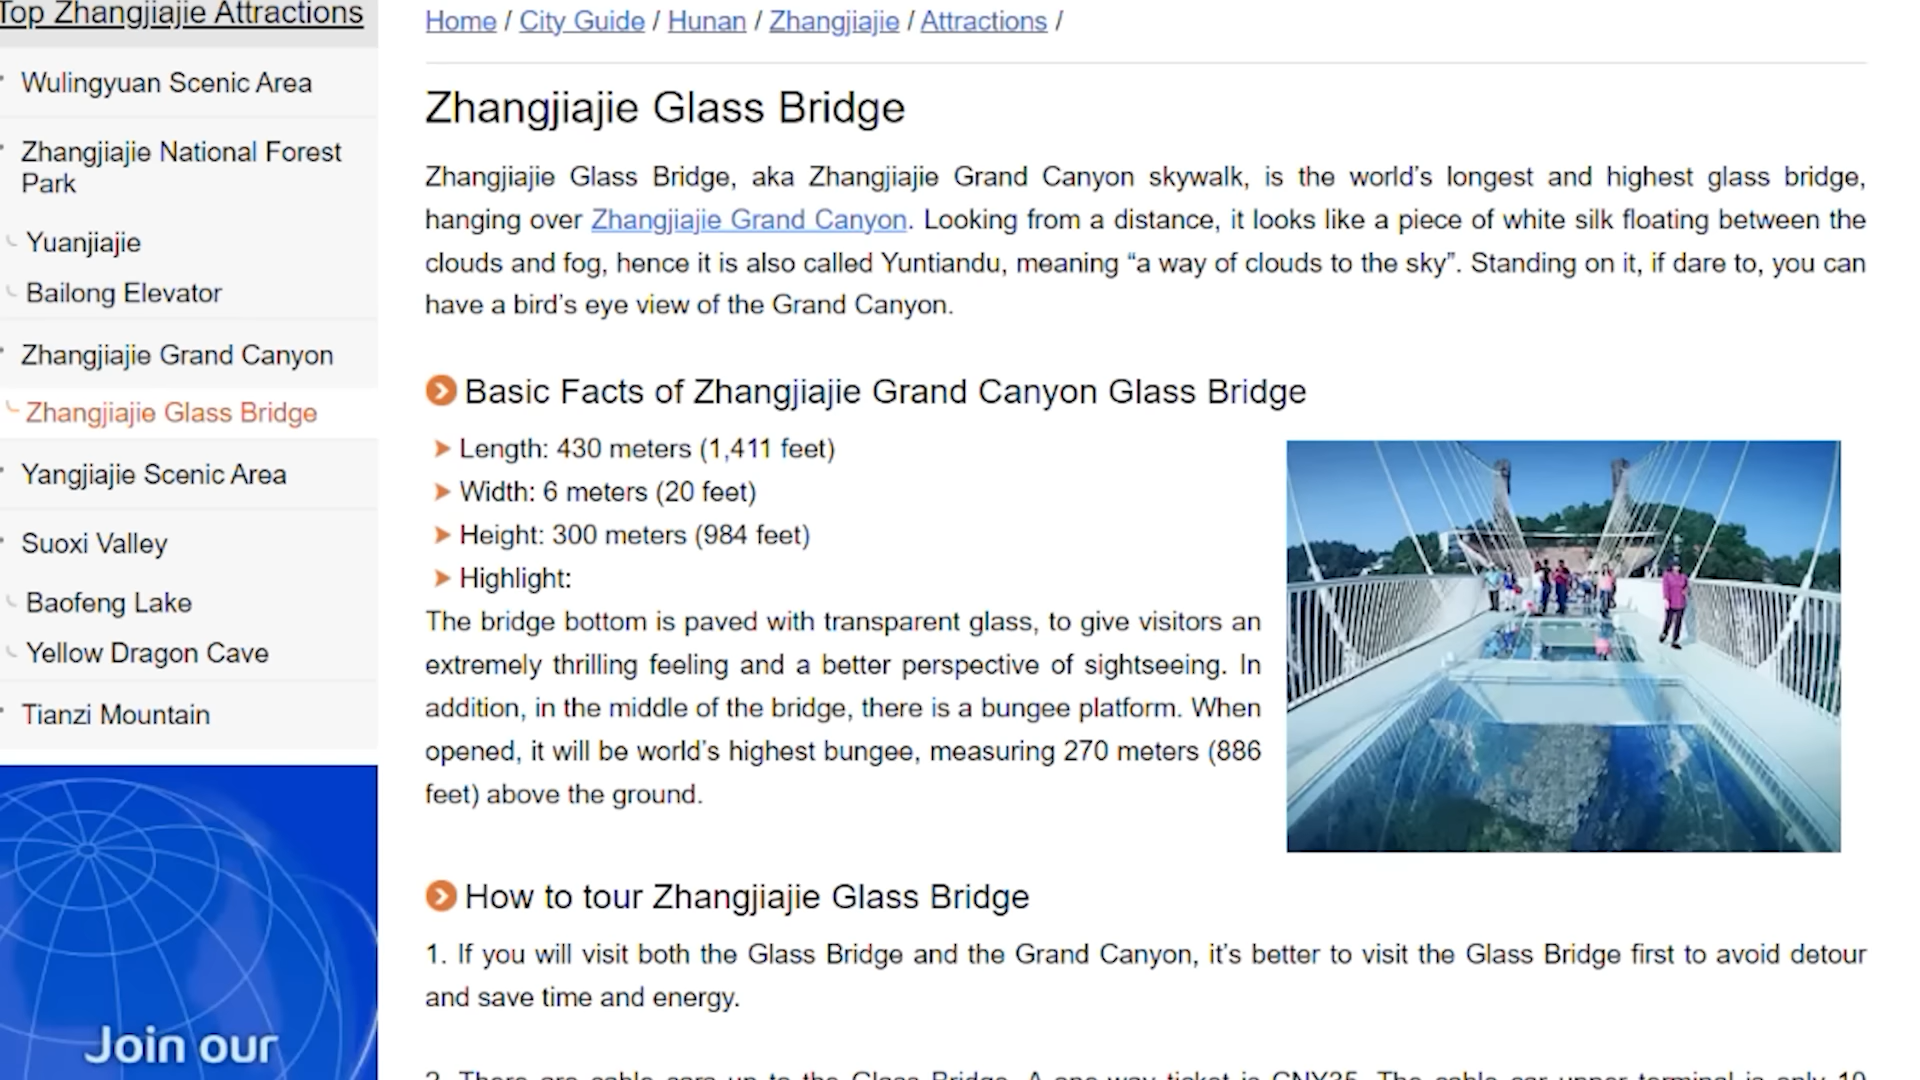 Top Zhangjiajie Attractions
Wulingyuan Scenic Area
Zhangjiajie National Forest
Park
Yuanjiajie
Bailong Elevator
Zhangjiajie Grand Canyon
Zhangjiajie Glass Bridge
Yangjiajie Scenic Area
Suoxi Valley
Baofeng Lake
Yellow Dragon Cave
Tianzi Mountain
Join our
Home / City Guide / Hunan / Zhangjiajie / Attractions /
Zhangjiajie Glass Bridge
Zhangjiajie Glass Bridge, aka Zhangjiajie Grand Canyon skywalk, is the world’s longest and highest glass bridge,
hanging over Zhangjiajie Grand Canyon. Looking from a distance, it looks like a piece of white silk floating between the
clouds and fog, hence it is also called Yuntiandu, meaning “a way of clouds to the sky”. Standing on it, if dare to, you can
have a bird’s eye view of the Grand Canyon.
Basic Facts of Zhangjiajie Grand Canyon Glass Bridge
Length: 430 meters (1,411 feet)
Width: 6 meters (20 feet)
Height: 300 meters (984 feet)
Highlight:
The bridge bottom is paved with transparent glass, to give visitors an
extremely thrilling feeling and a better perspective of sightseeing. In
addition, in the middle of the bridge, there is a bungee platform. When
opened, it will be world’s highest bungee, measuring 270 meters (886
feet) above the ground.
How to tour Zhangjiajie Glass Bridge
1. If you will visit both the Glass Bridge and the Grand Canyon, it’s better to visit the Glass Bridge first to avoid detour
and save time and energy.
2. There are cable cars up to the Glass Bridge. A one-way ticket is CNY35. The cable car upper terminal is only 10